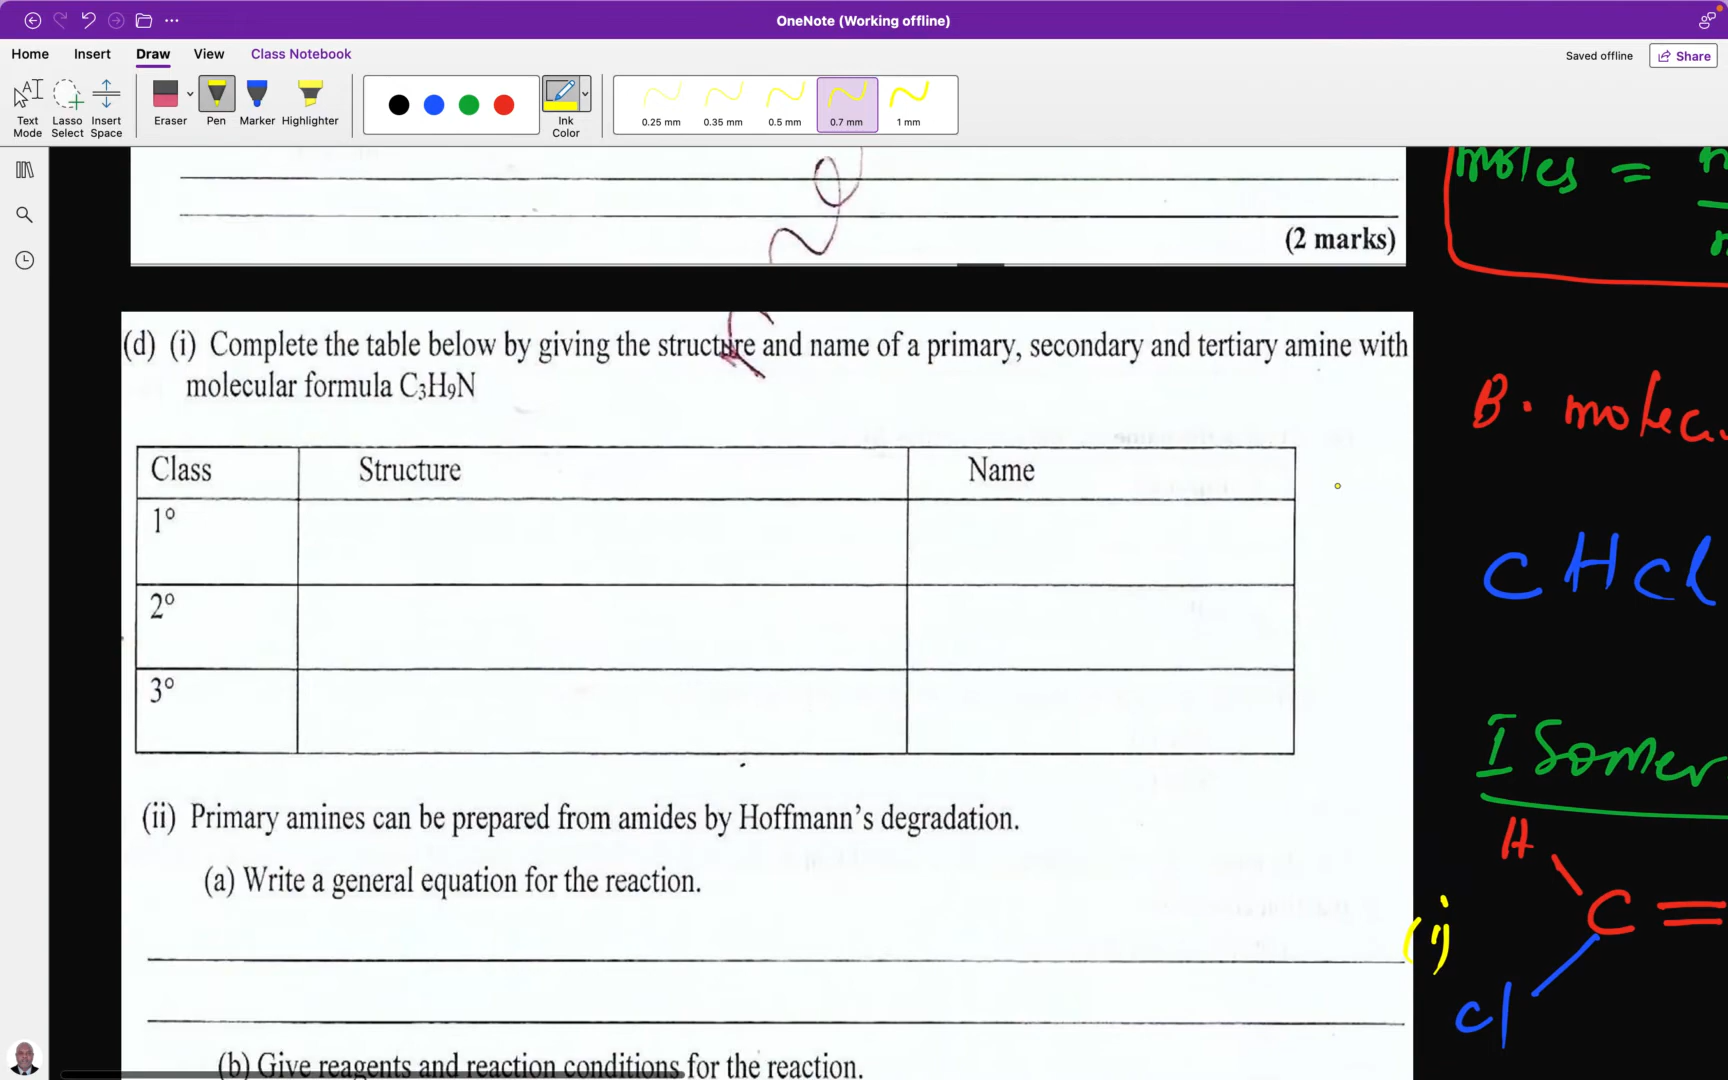 OneNote (Working offline)
Home Insert Draw View Class Notebook
Saved offline
Share
Text Mode
Lasso Select
Insert Space
Eraser
Pen
Marker
Highlighter
Ink Color
0.25 mm
0.35 mm
0.5 mm
0.7 mm
1 mm
moles =
(2 marks)
(d) (i) Complete the table below by giving the structure and name of a primary, secondary and tertiary amine with
molecular formula C₃H₉N
B. molec
Class Structure Name
1°
CHCl
2°
3°
Isomer
(ii) Primary amines can be prepared from amides by Hoffmann's degradation.
H
(a) Write a general equation for the reaction.
(i)
C =
Cl
(b) Give reagents and reaction conditions for the reaction.